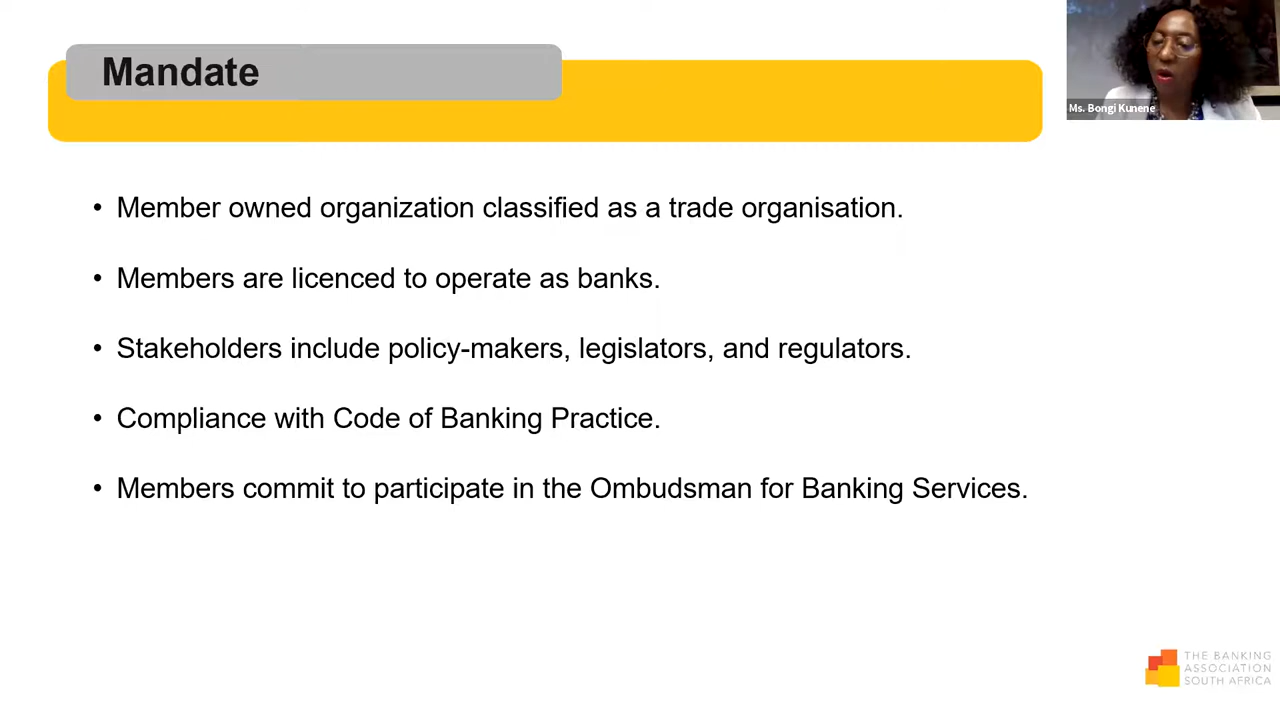 Mandate
Ms. Bongi Kunene
• Member owned organization classified as a trade organisation.
• Members are licenced to operate as banks.
• Stakeholders include policy-makers, legislators, and regulators.
• Compliance with Code of Banking Practice.
• Members commit to participate in the Ombudsman for Banking Services.
THE BANKING
ASSOCIATION
SOUTH AFRICA